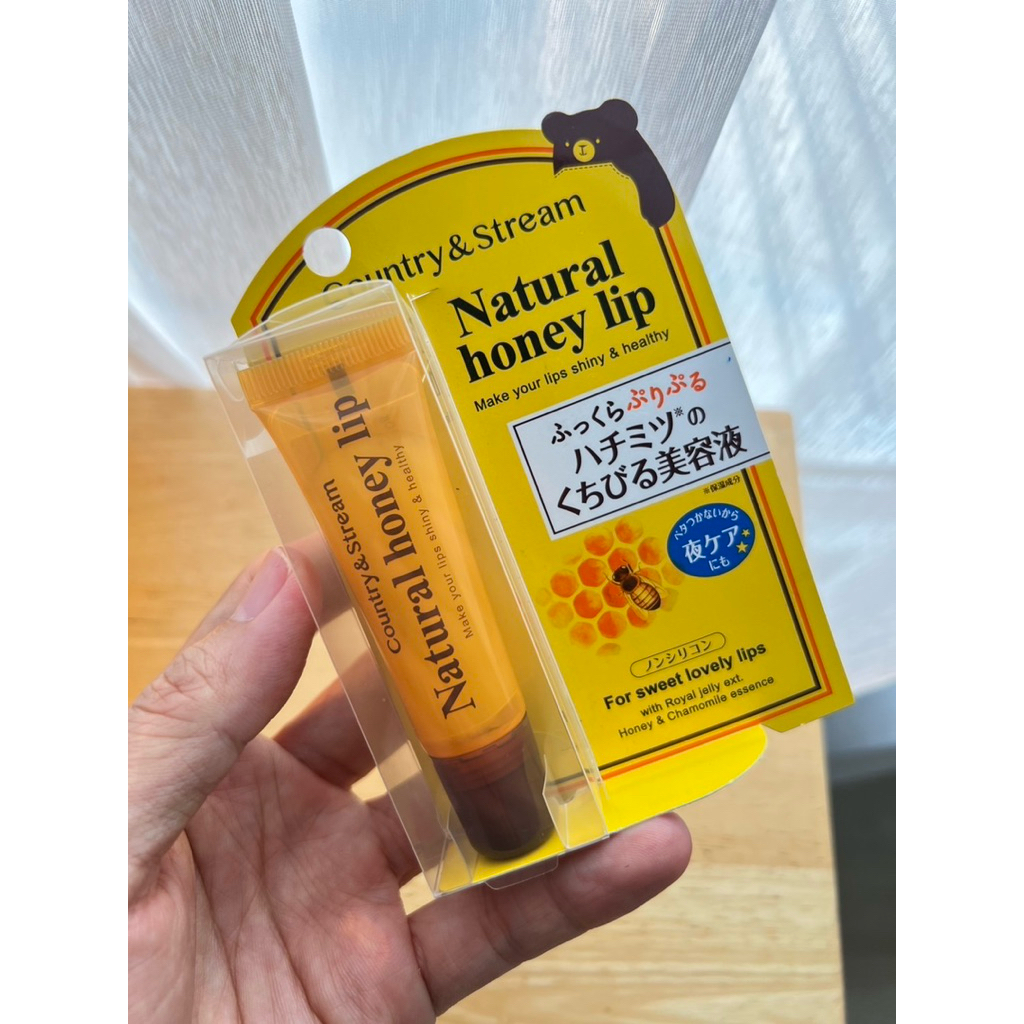 Country&Stream
Natural
honey lip
Make your lips shiny & healthy
ふっくらぷりぷる
ハチミツ※の
くちびる美容液
※保湿成分
ベタつかないから
夜ケア
にも
ノンシリコン
For sweet lovely lips
with Royal jelly ext.
Honey & Chamomile essence
Country&Stream
Natural honey lip
Make your lips shiny & healthy